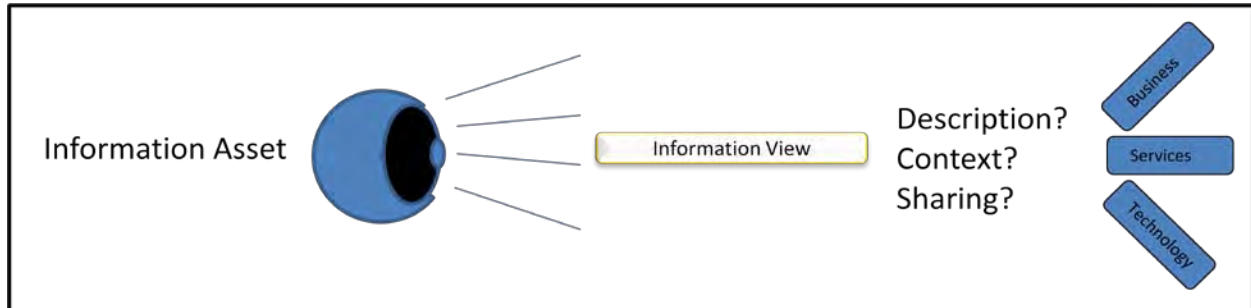 Information Asset
Information View
Description?
Context?
Sharing?
Business
Services
Technology